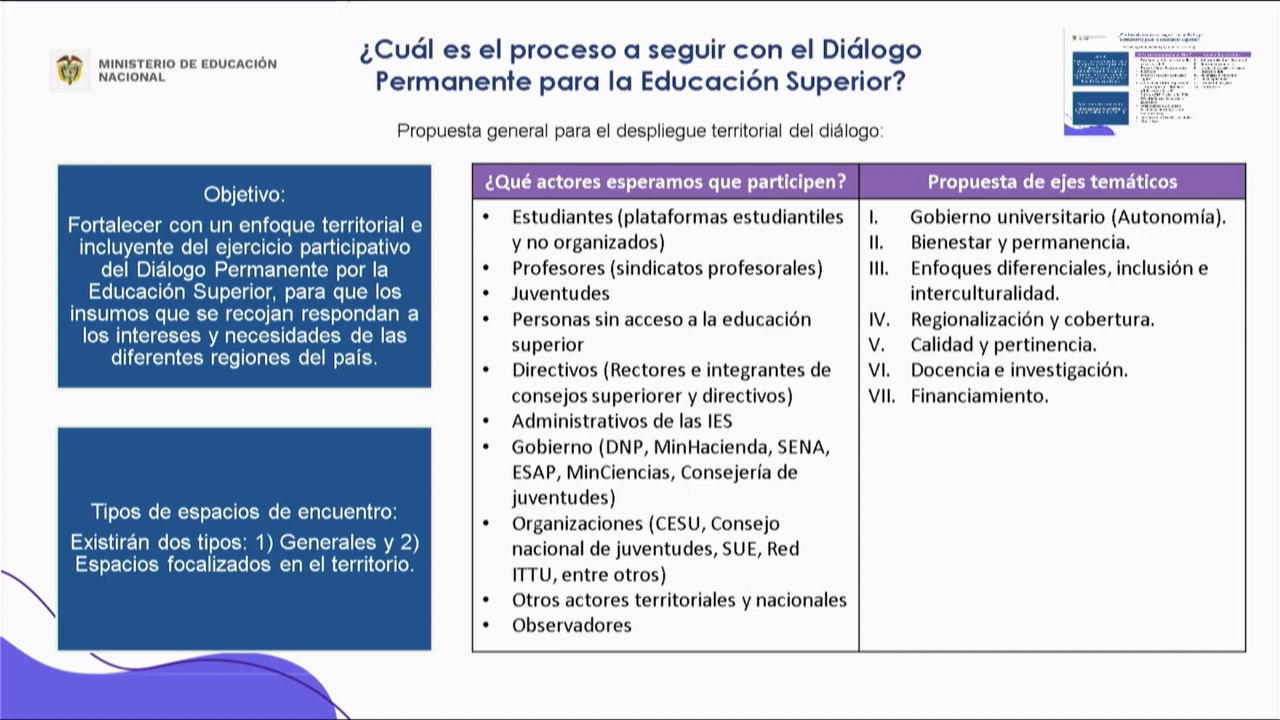 MINISTERIO DE EDUCACIÓN
NACIONAL
¿Cuál es el proceso a seguir con el Diálogo
Permanente para la Educación Superior?
Propuesta general para el despliegue territorial del diálogo:
Objetivo:
Fortalecer con un enfoque territorial e
incluyente del ejercicio participativo
del Diálogo Permanente por la
Educación Superior, para que los
insumos que se recojan respondan a
los intereses y necesidades de las
diferentes regiones del país.
Tipos de espacios de encuentro:
Existirán dos tipos: 1) Generales y 2)
Espacios focalizados en el territorio.
¿Qué actores esperamos que participen?
• Estudiantes (plataformas estudiantiles
y no organizados)
• Profesores (sindicatos profesorales)
• Juventudes
• Personas sin acceso a la educación
superior
• Directivos (Rectores e integrantes de
consejos superiorer y directivos)
• Administrativos de las IES
• Gobierno (DNP, MinHacienda, SENA,
ESAP, MinCiencias, Consejería de
juventudes)
• Organizaciones (CESU, Consejo
nacional de juventudes, SUE, Red
ITTU, entre otros)
• Otros actores territoriales y nacionales
• Observadores
Propuesta de ejes temáticos
I. Gobierno universitario (Autonomía).
II. Bienestar y permanencia.
III. Enfoques diferenciales, inclusión e
interculturalidad.
IV. Regionalización y cobertura.
V. Calidad y pertinencia.
VI. Docencia e investigación.
VII. Financiamiento.